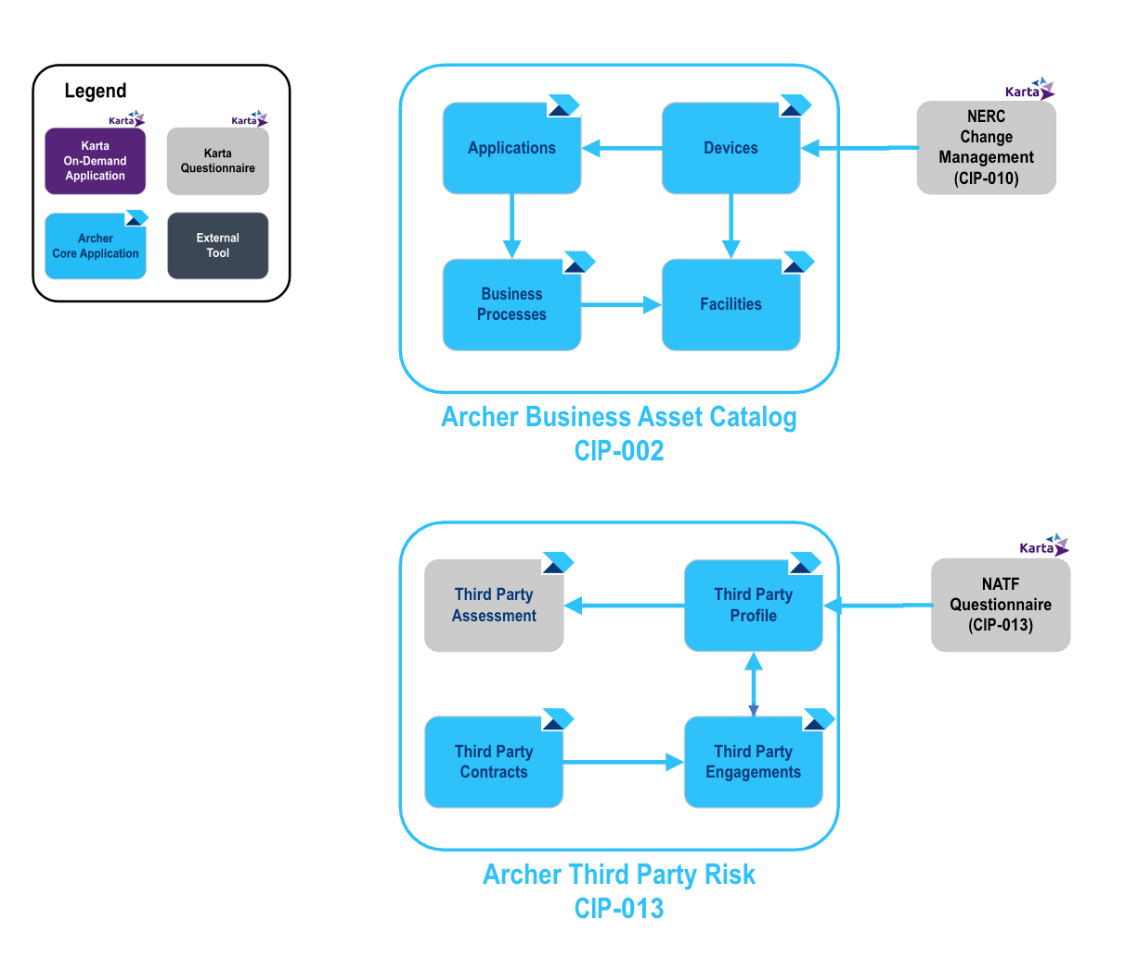 Legend
Karta
Karta
On-Demand
Application
Karta
Karta
Questionnaire
Archer
Core Application
External
Tool
Applications
Devices
Business
Processes
Facilities
Karta
NERC
Change
Management
(CIP-010)
Archer Business Asset Catalog
CIP-002
Third Party
Assessment
Third Party
Profile
Third Party
Contracts
Third Party
Engagements
Karta
NATF
Questionnaire
(CIP-013)
Archer Third Party Risk
CIP-013